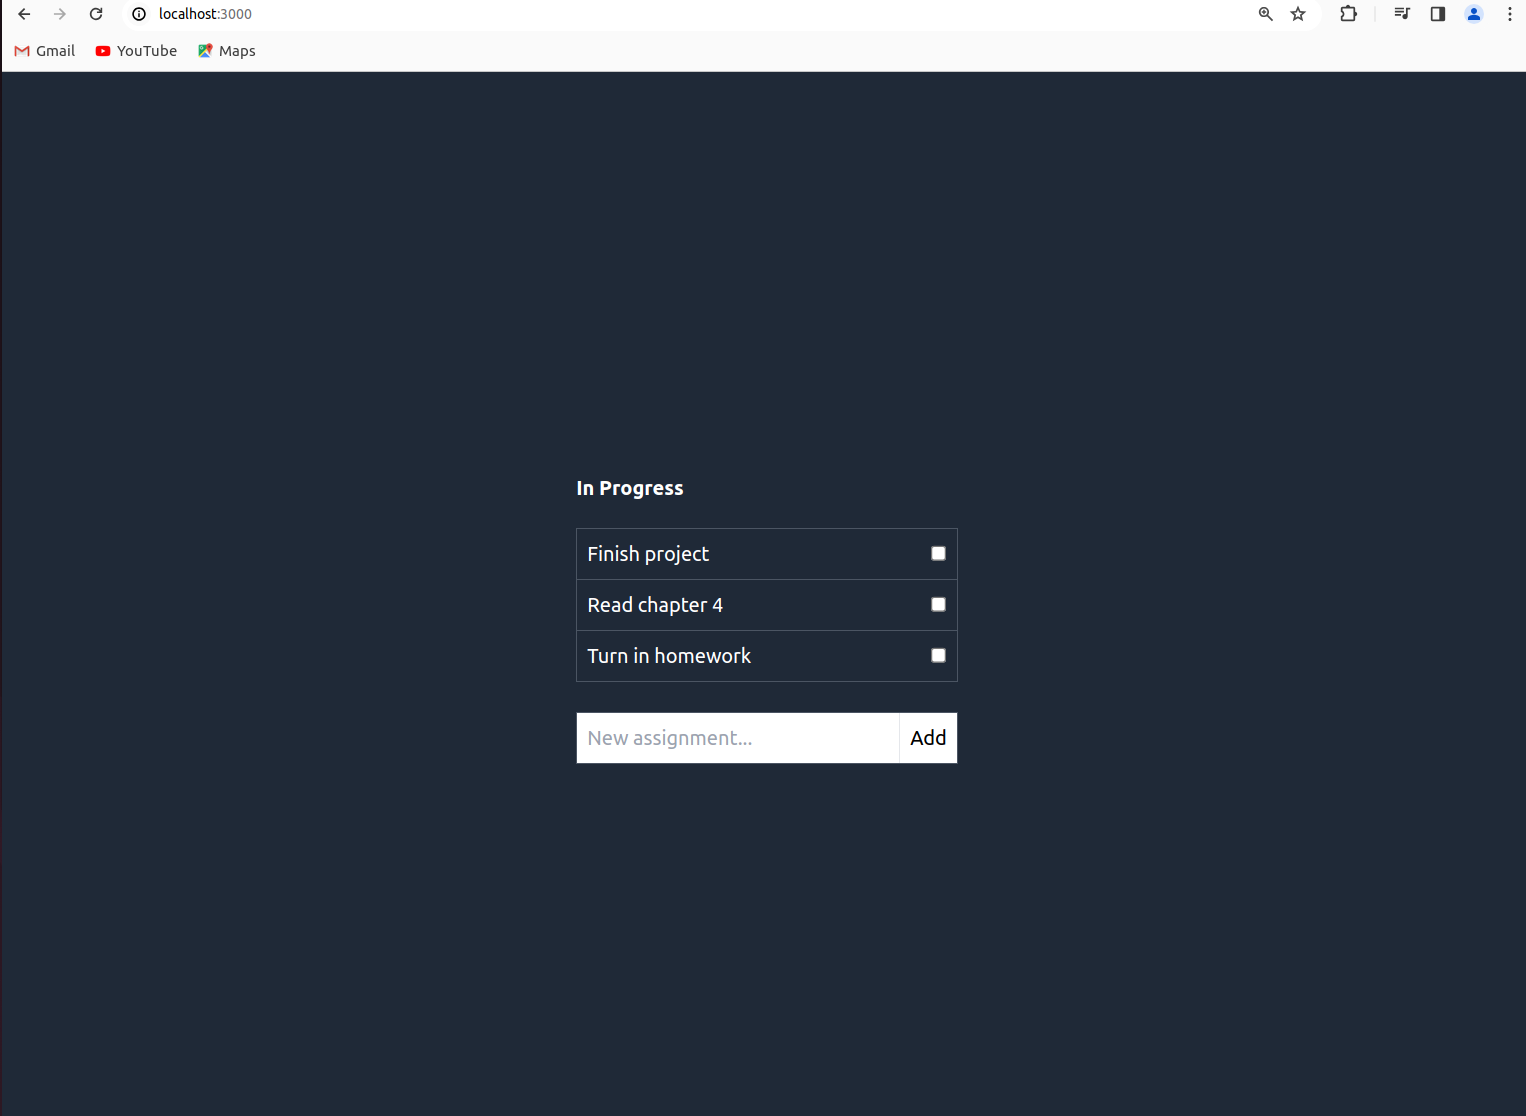 localhost:3000
Gmail YouTube Maps
In Progress
Finish project
Read chapter 4
Turn in homework
New assignment... Add